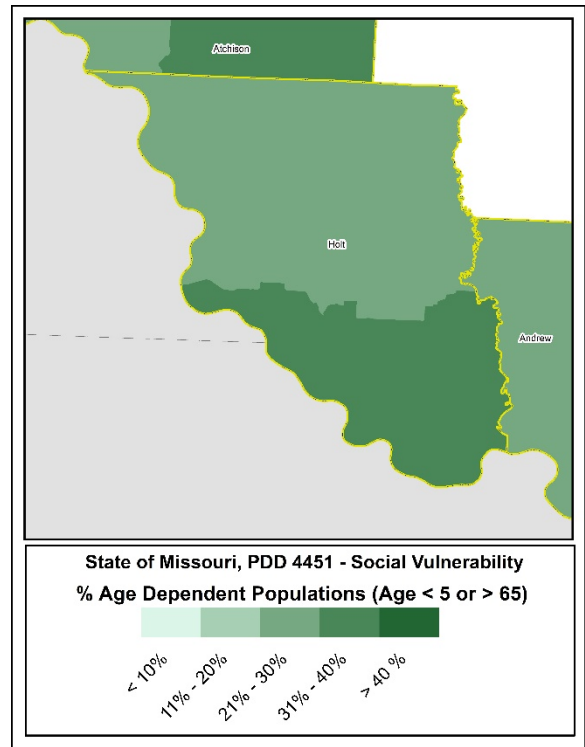 Atchison
Holt
Andrew
State of Missouri, PDD 4451 - Social Vulnerability
% Age Dependent Populations (Age < 5 or > 65)
< 10%
11% - 20%
21% - 30%
31% - 40%
> 40 %